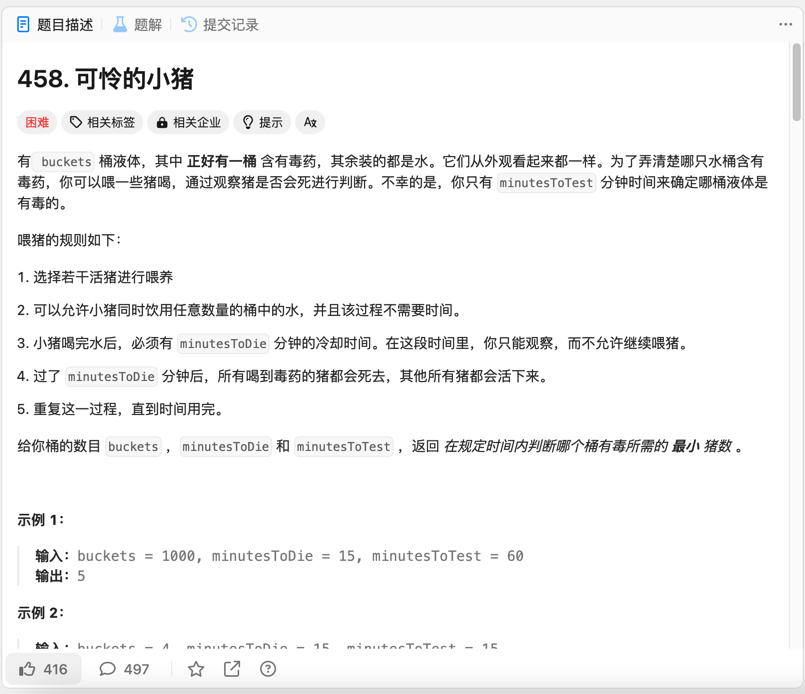 题目描述 题解 提交记录
458. 可怜的小猪
困难 相关标签 相关企业 提示 Aあ
有 buckets 桶液体，其中 正好有一桶 含有毒药，其余装的都是水。它们从外观看起来都一样。为了弄清楚哪只水桶含有
毒药，你可以喂一些猪喝，通过观察猪是否会死进行判断。不幸的是，你只有 minutesToTest 分钟时间来确定哪桶液体是
有毒的。
喂猪的规则如下：
1. 选择若干活猪进行喂养
2. 可以允许小猪同时饮用任意数量的桶中的水，并且该过程不需要时间。
3. 小猪喝完水后，必须有 minutesToDie 分钟的冷却时间。在这段时间里，你只能观察，而不允许继续喂猪。
4. 过了 minutesToDie 分钟后，所有喝到毒药的猪都会死去，其他所有猪都会活下来。
5. 重复这一过程，直到时间用完。
给你桶的数目 buckets ，minutesToDie 和 minutesToTest ，返回 在规定时间内判断哪个桶有毒所需的 最小 猪数 。
示例 1：
输入：buckets = 1000, minutesToDie = 15, minutesToTest = 60
输出：5
示例 2：
输入：buckets = 4, minutesToDie = 15, minutesToTest = 15
416 497